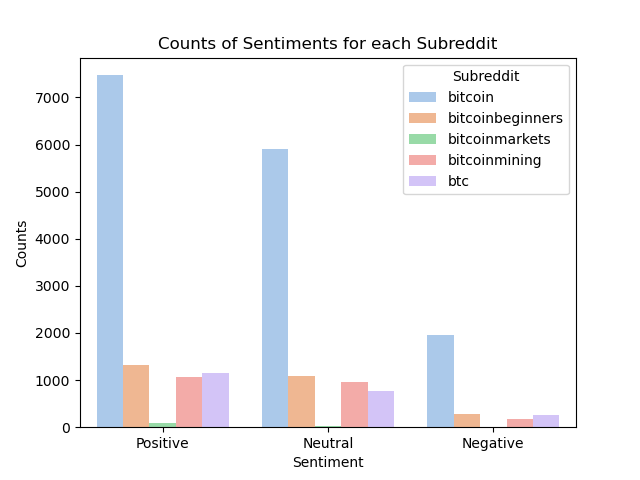 Counts of Sentiments for each Subreddit
Subreddit
bitcoin
bitcoinbeginners
bitcoinmarkets
bitcoinmining
btc
Counts
7000
6000
5000
4000
3000
2000
1000
0
Positive
Neutral
Negative
Sentiment